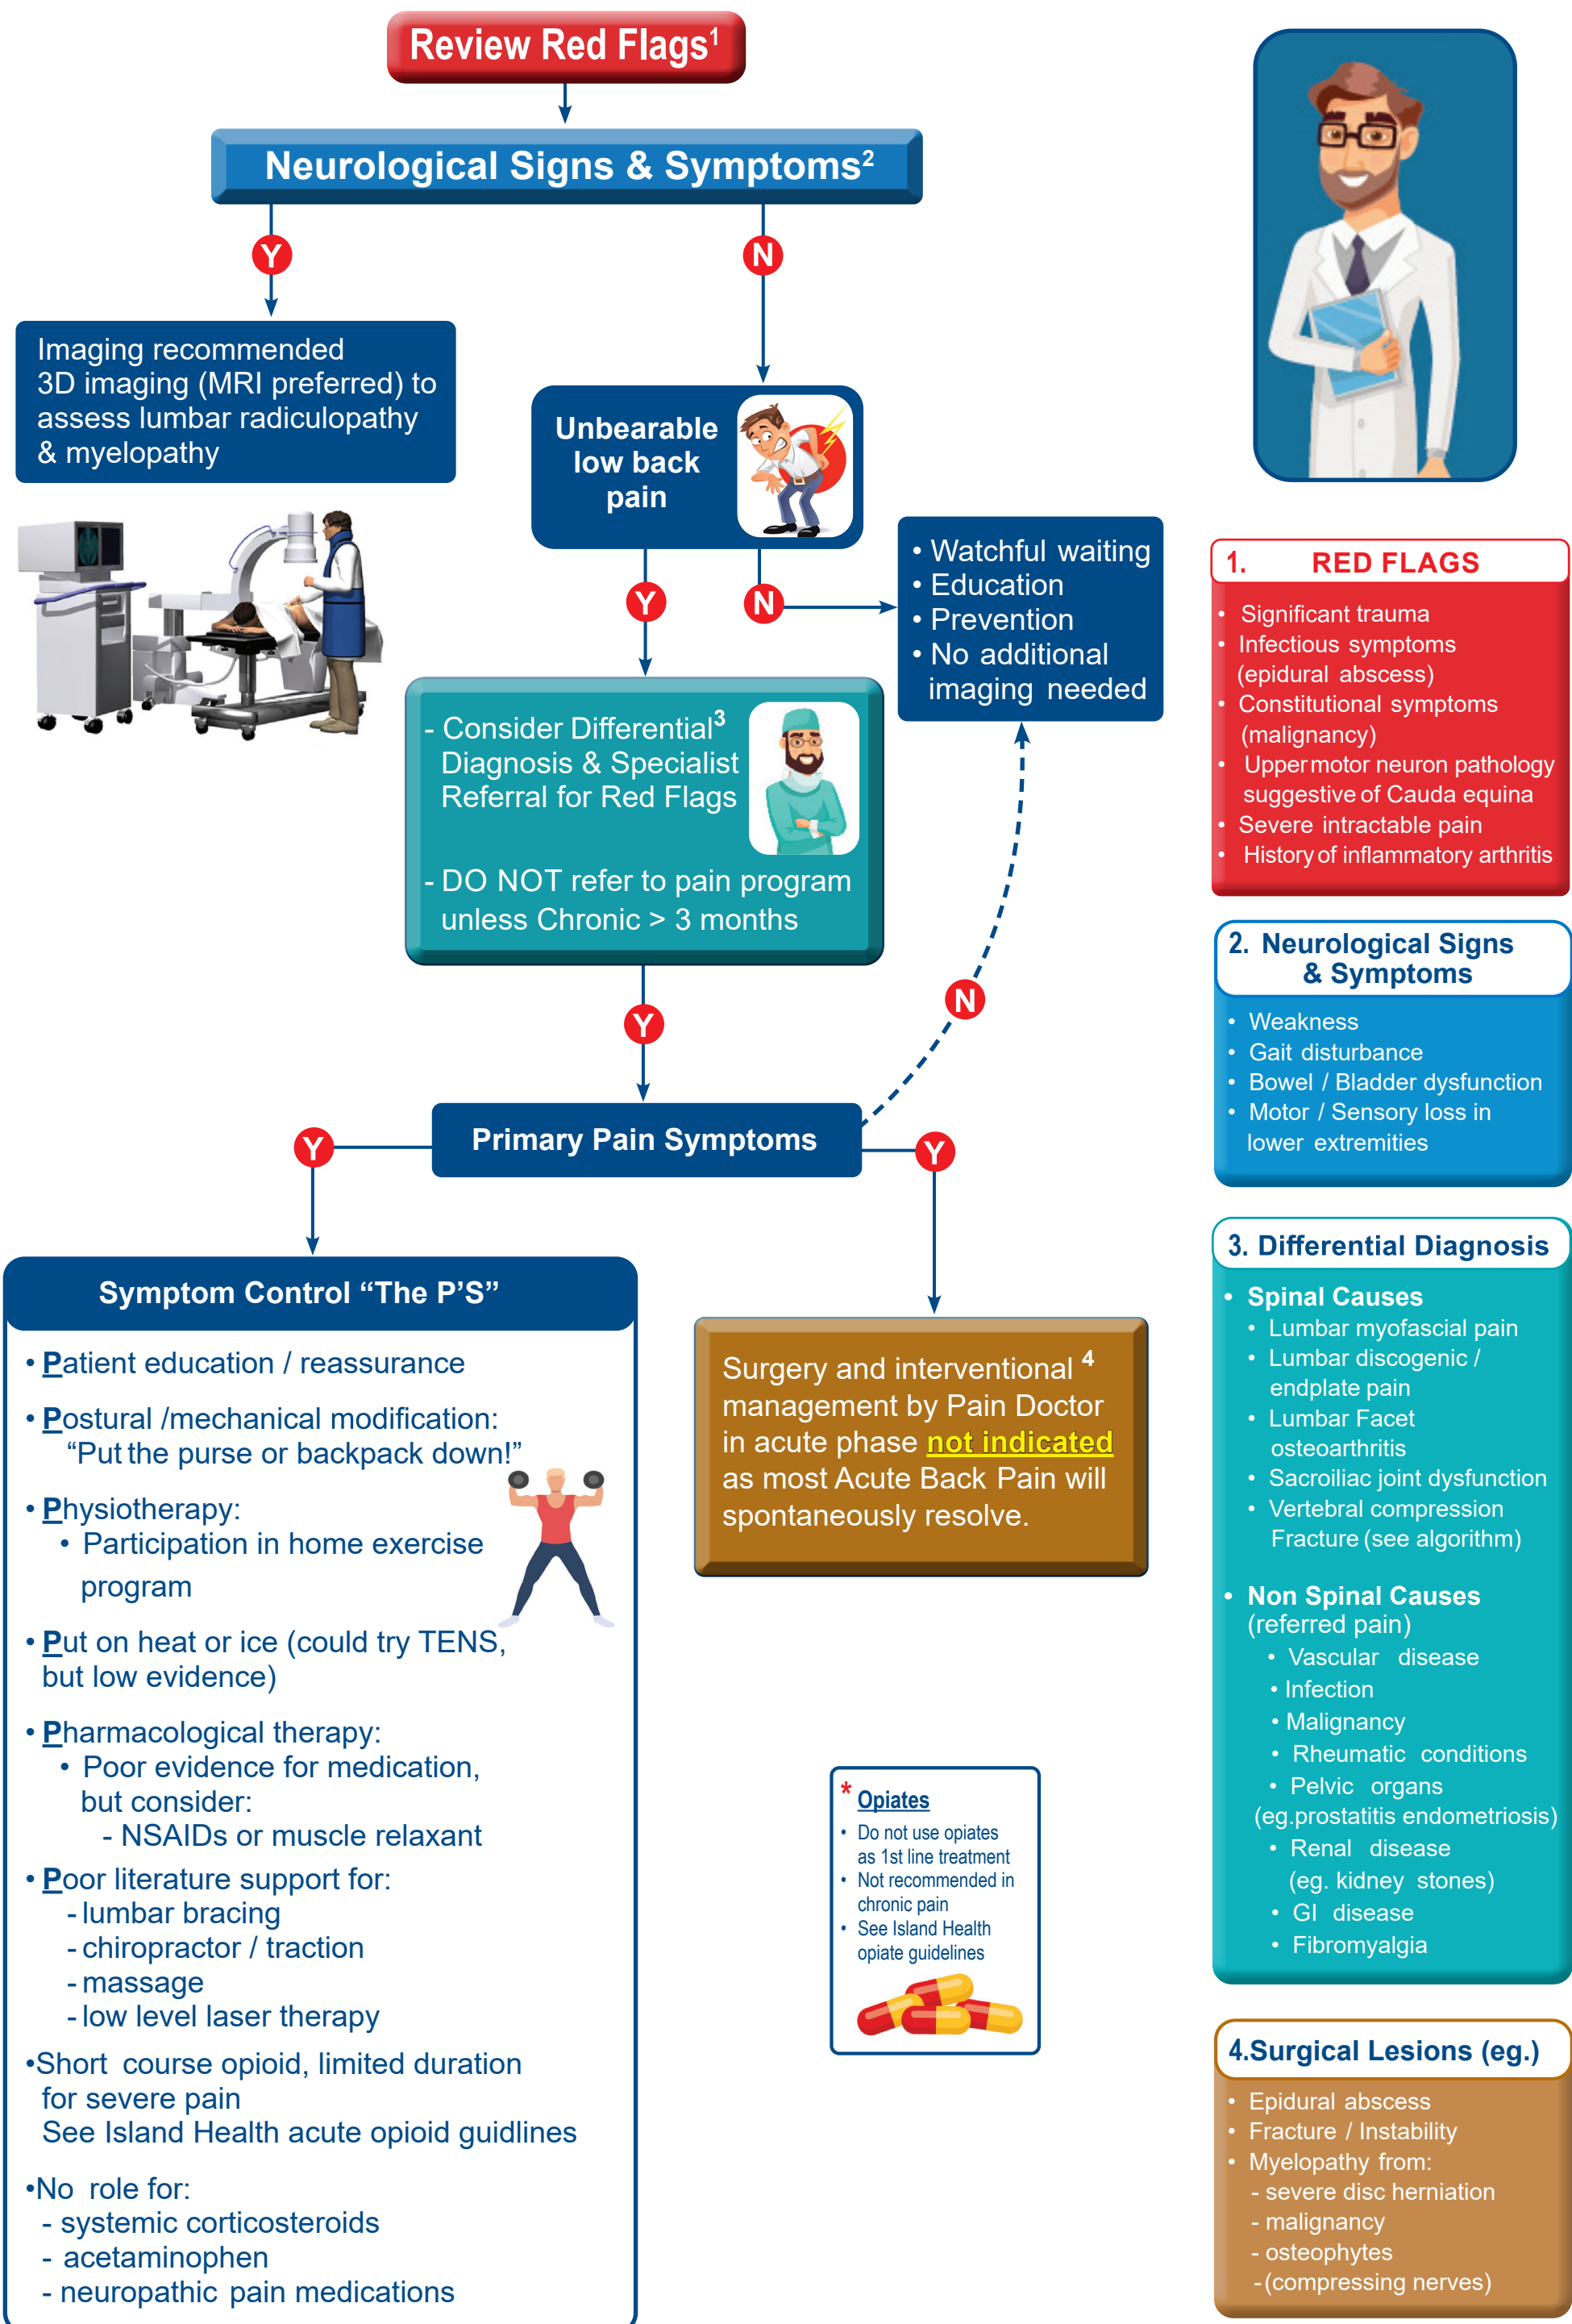 Review Red Flags¹
Neurological Signs & Symptoms²
Y
N
Imaging recommended
3D imaging (MRI preferred) to
assess lumbar radiculopathy
& myelopathy
Unbearable
low back
pain
Y
N
• Watchful waiting
• Education
• Prevention
• No additional
imaging needed
- Consider Differential³
Diagnosis & Specialist
Referral for Red Flags
- DO NOT refer to pain program
unless Chronic > 3 months
Y
N
Primary Pain Symptoms
Y
Y
Symptom Control “The P’S”
• Patient education / reassurance
• Postural /mechanical modification:
“Put the purse or backpack down!”
• Physiotherapy:
• Participation in home exercise
program
• Put on heat or ice (could try TENS,
but low evidence)
• Pharmacological therapy:
• Poor evidence for medication,
but consider:
- NSAIDs or muscle relaxant
• Poor literature support for:
- lumbar bracing
- chiropractor / traction
- massage
- low level laser therapy
•Short course opioid, limited duration
for severe pain
See Island Health acute opioid guidlines
•No role for:
- systemic corticosteroids
- acetaminophen
- neuropathic pain medications
Surgery and interventional ⁴
management by Pain Doctor
in acute phase not indicated
as most Acute Back Pain will
spontaneously resolve.
* Opiates
• Do not use opiates
as 1st line treatment
• Not recommended in
chronic pain
• See Island Health
opiate guidelines
1. RED FLAGS
• Significant trauma
• Infectious symptoms
(epidural abscess)
• Constitutional symptoms
(malignancy)
• Upper motor neuron pathology
suggestive of Cauda equina
• Severe intractable pain
• History of inflammatory arthritis
2. Neurological Signs
& Symptoms
• Weakness
• Gait disturbance
• Bowel / Bladder dysfunction
• Motor / Sensory loss in
lower extremities
3. Differential Diagnosis
• Spinal Causes
• Lumbar myofascial pain
• Lumbar discogenic /
endplate pain
• Lumbar Facet
osteoarthritis
• Sacroiliac joint dysfunction
• Vertebral compression
Fracture (see algorithm)
• Non Spinal Causes
(referred pain)
• Vascular disease
• Infection
• Malignancy
• Rheumatic conditions
• Pelvic organs
(eg.prostatitis endometriosis)
• Renal disease
(eg. kidney stones)
• GI disease
• Fibromyalgia
4.Surgical Lesions (eg.)
• Epidural abscess
• Fracture / Instability
• Myelopathy from:
- severe disc herniation
- malignancy
- osteophytes
-(compressing nerves)